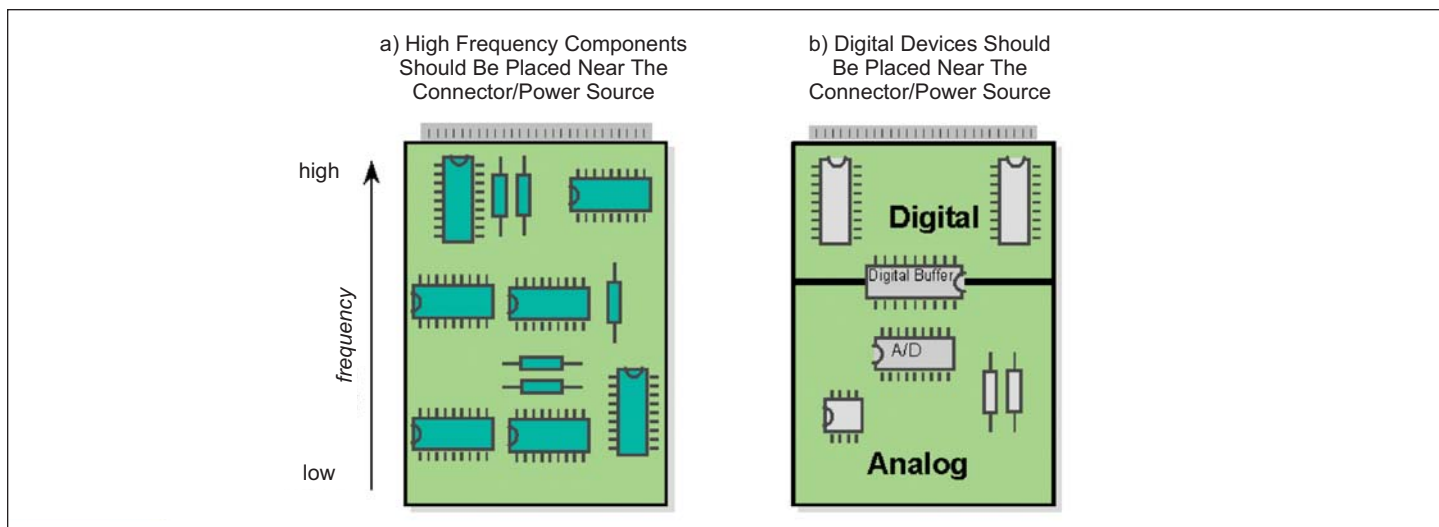 a) High Frequency Components
Should Be Placed Near The
Connector/Power Source
b) Digital Devices Should
Be Placed Near The
Connector/Power Source
high
frequency
low
Digital
Digital Buffer
A/D
Analog